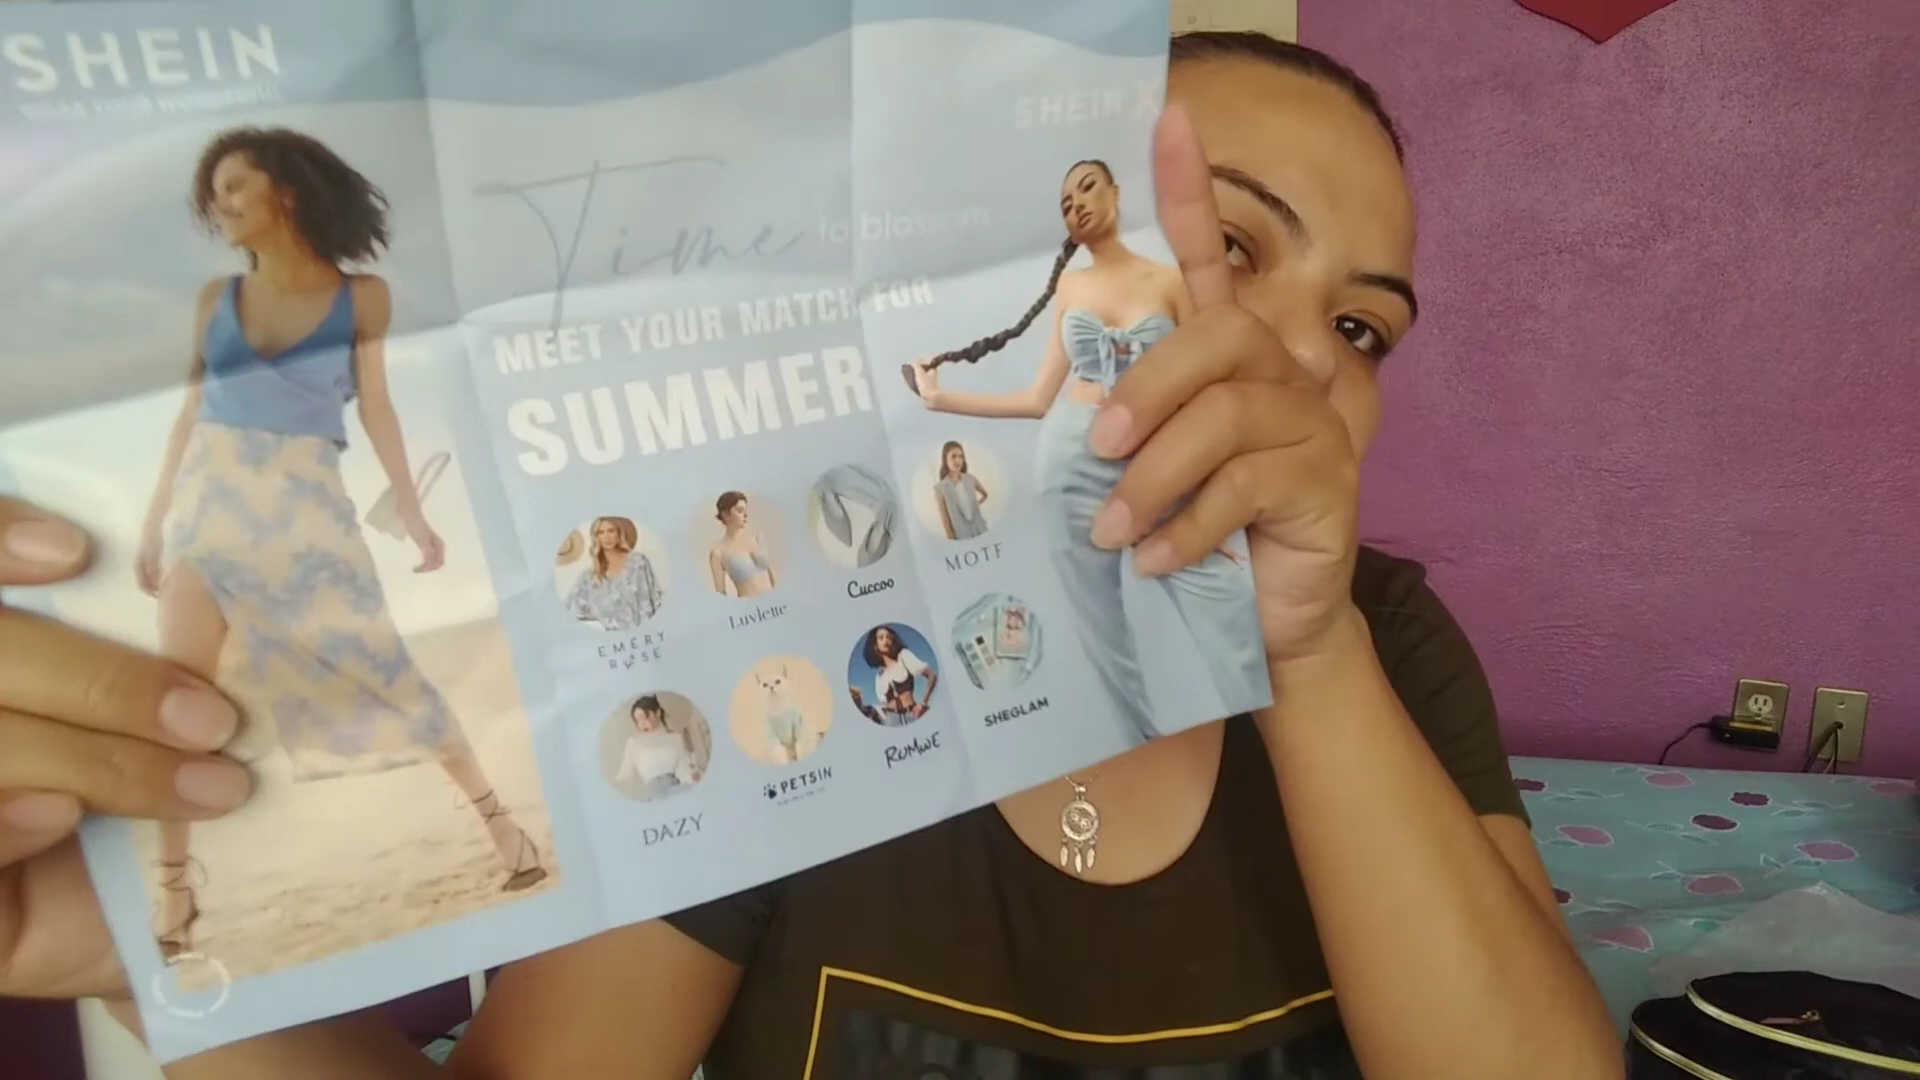 SHEIN
SHEIN X
Time to blossom
MEET YOUR MATCH FOR
SUMMER
EMERY
ROSE
Luvlette
Cuccoo
MOTF
DAZY
PETSIN
ROMWE
SHEGLAM